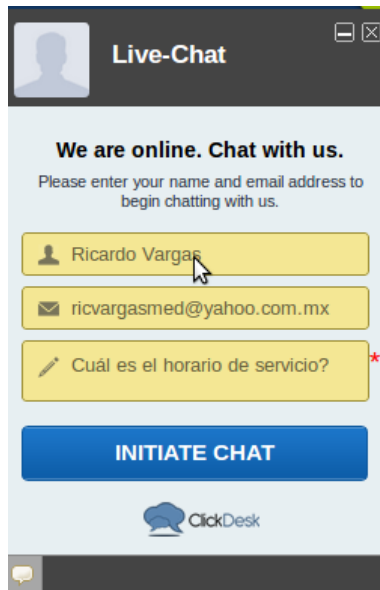 Live-Chat
We are online. Chat with us.
Please enter your name and email address to
begin chatting with us.
Ricardo Vargas
ricvargasmed@yahoo.com.mx
Cuál es el horario de servicio?
*
INITIATE CHAT
ClickDesk